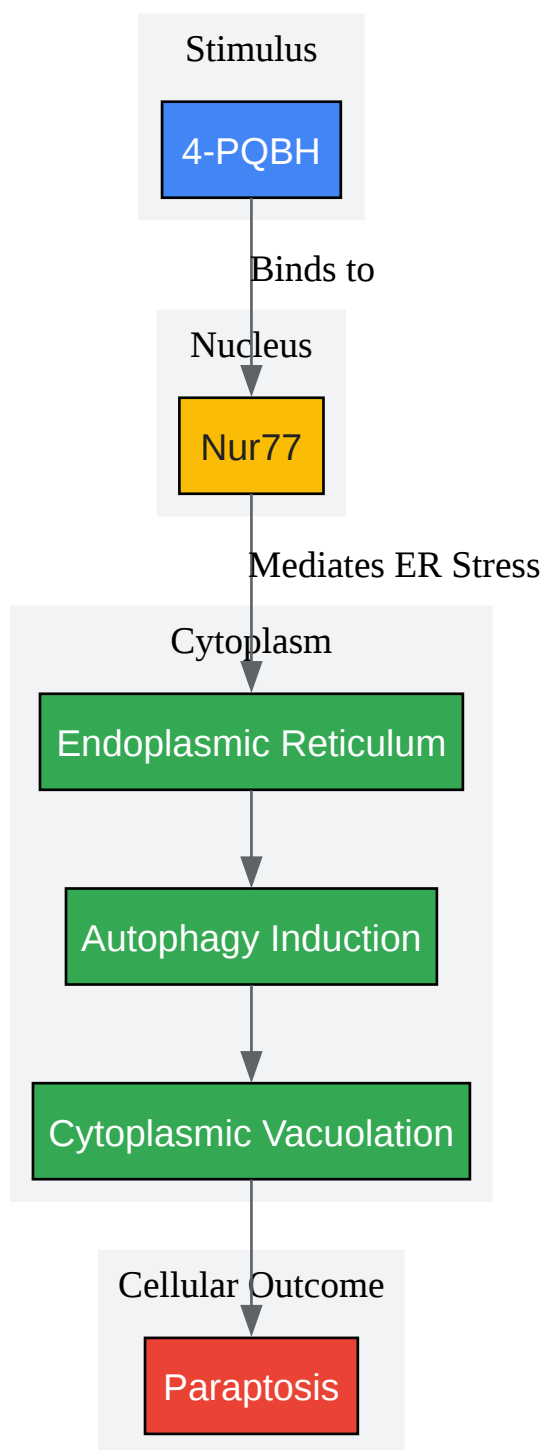 Stimulus
4-PQBH
Binds to
Nucleus
Nur77
Mediates ER Stress
Cytoplasm
Endoplasmic Reticulum
Autophagy Induction
Cytoplasmic Vacuolation
Cellular Outcome
Paraptosis